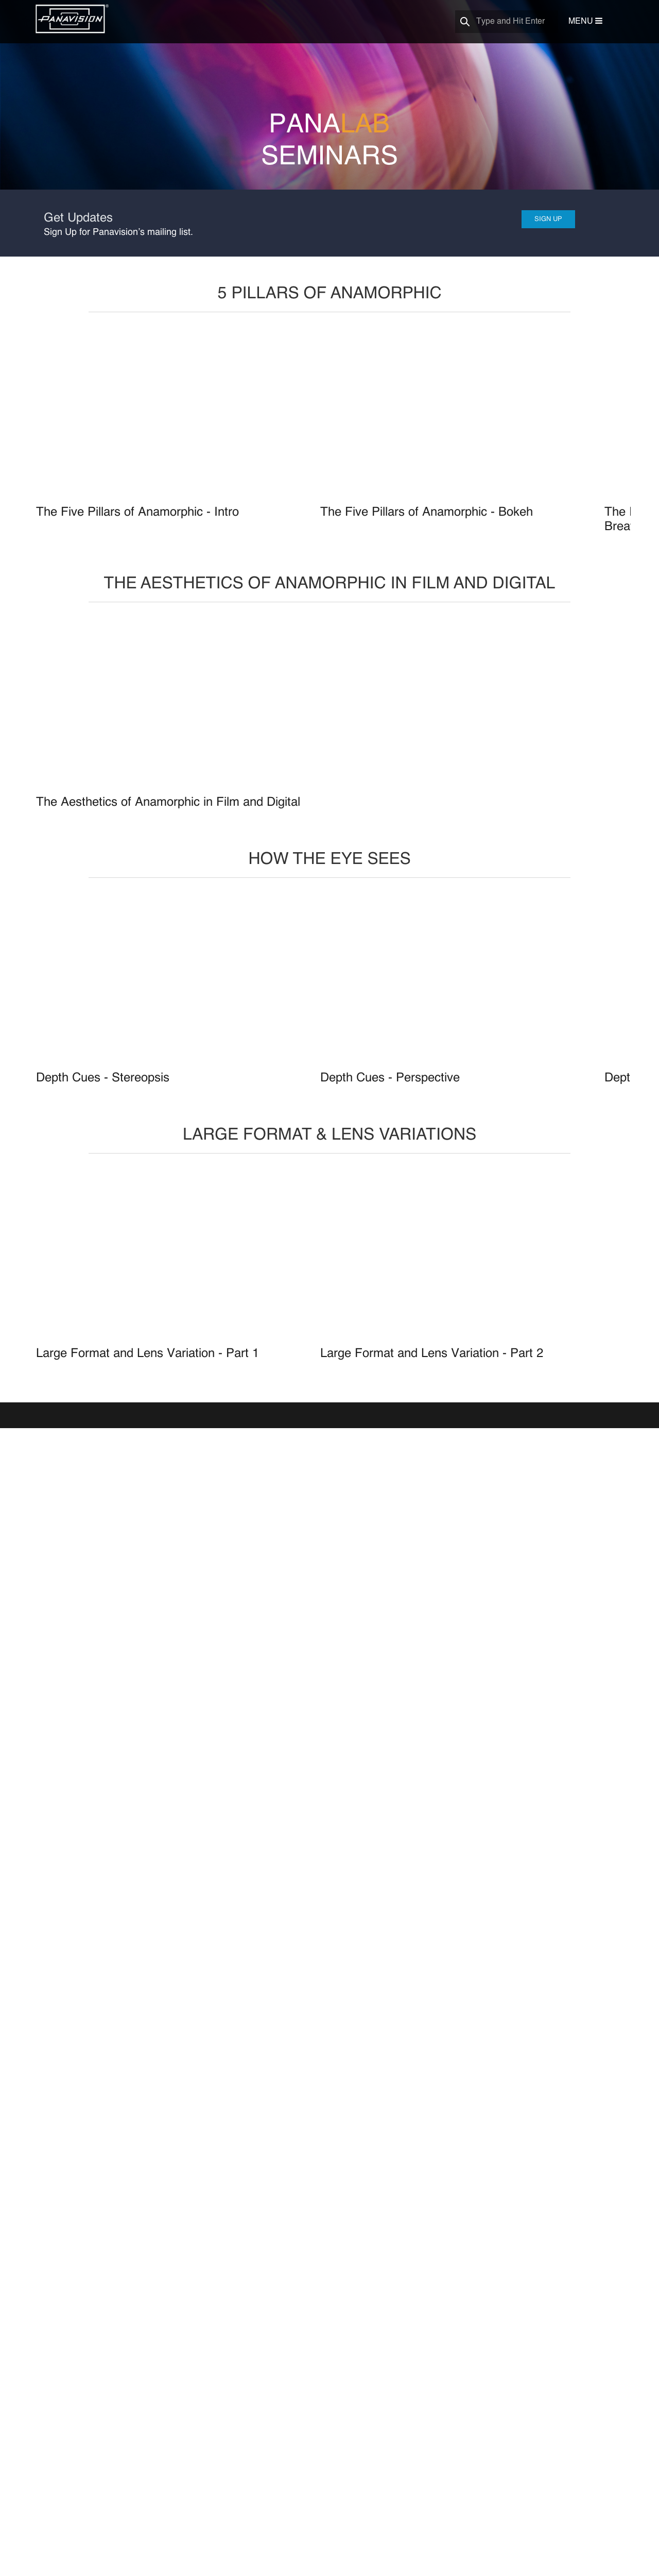 PANAVISION®
Type and Hit Enter
MENU
PANALAB
SEMINARS
Get Updates
Sign Up for Panavision's mailing list.
SIGN UP
5 PILLARS OF ANAMORPHIC
The Five Pillars of Anamorphic - Intro
The Five Pillars of Anamorphic - Bokeh
The
Brea
THE AESTHETICS OF ANAMORPHIC IN FILM AND DIGITAL
The Aesthetics of Anamorphic in Film and Digital
HOW THE EYE SEES
Depth Cues - Stereopsis
Depth Cues - Perspective
Dept
LARGE FORMAT & LENS VARIATIONS
Large Format and Lens Variation - Part 1
Large Format and Lens Variation - Part 2